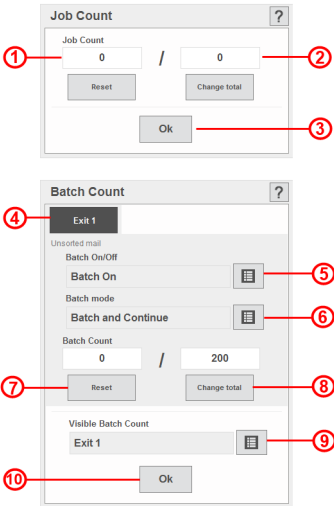 Job Count ?
Job Count
1 0 / 0 2
Reset Change total
Ok 3
Batch Count ?
4 Exit 1
Unsorted mail
Batch On/Off
Batch On 5
Batch mode
Batch and Continue 6
Batch Count
0 / 200
7 Reset Change total 8
Visible Batch Count
Exit 1 9
10 Ok